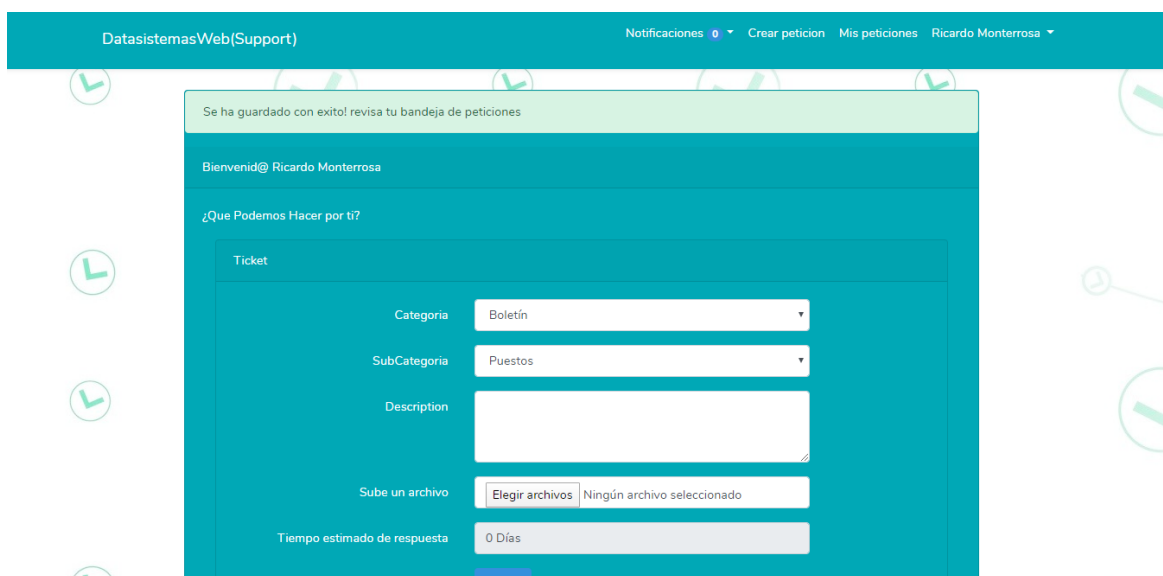 DatasistemasWeb(Support)
Notificaciones 0 Crear peticion Mis peticiones Ricardo Monterrosa
Se ha guardado con exito! revisa tu bandeja de peticiones
Bienvenid@ Ricardo Monterrosa
¿Que Podemos Hacer por ti?
Ticket
Categoria Boletín
SubCategoria Puestos
Description
Sube un archivo Elegir archivos Ningún archivo seleccionado
Tiempo estimado de respuesta 0 Días